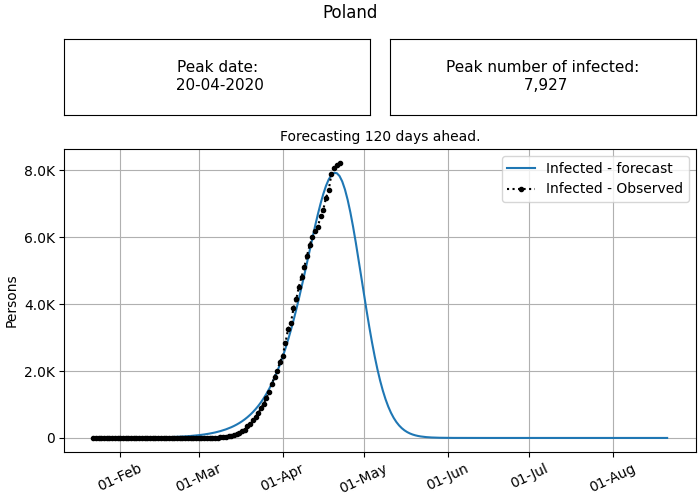 Poland
Peak date:
20-04-2020
Peak number of infected:
7,927
Forecasting 120 days ahead.
Infected - forecast
Infected - Observed
Persons
8.0K
6.0K
4.0K
2.0K
0
01-Feb
01-Mar
01-Apr
01-May
01-Jun
01-Jul
01-Aug